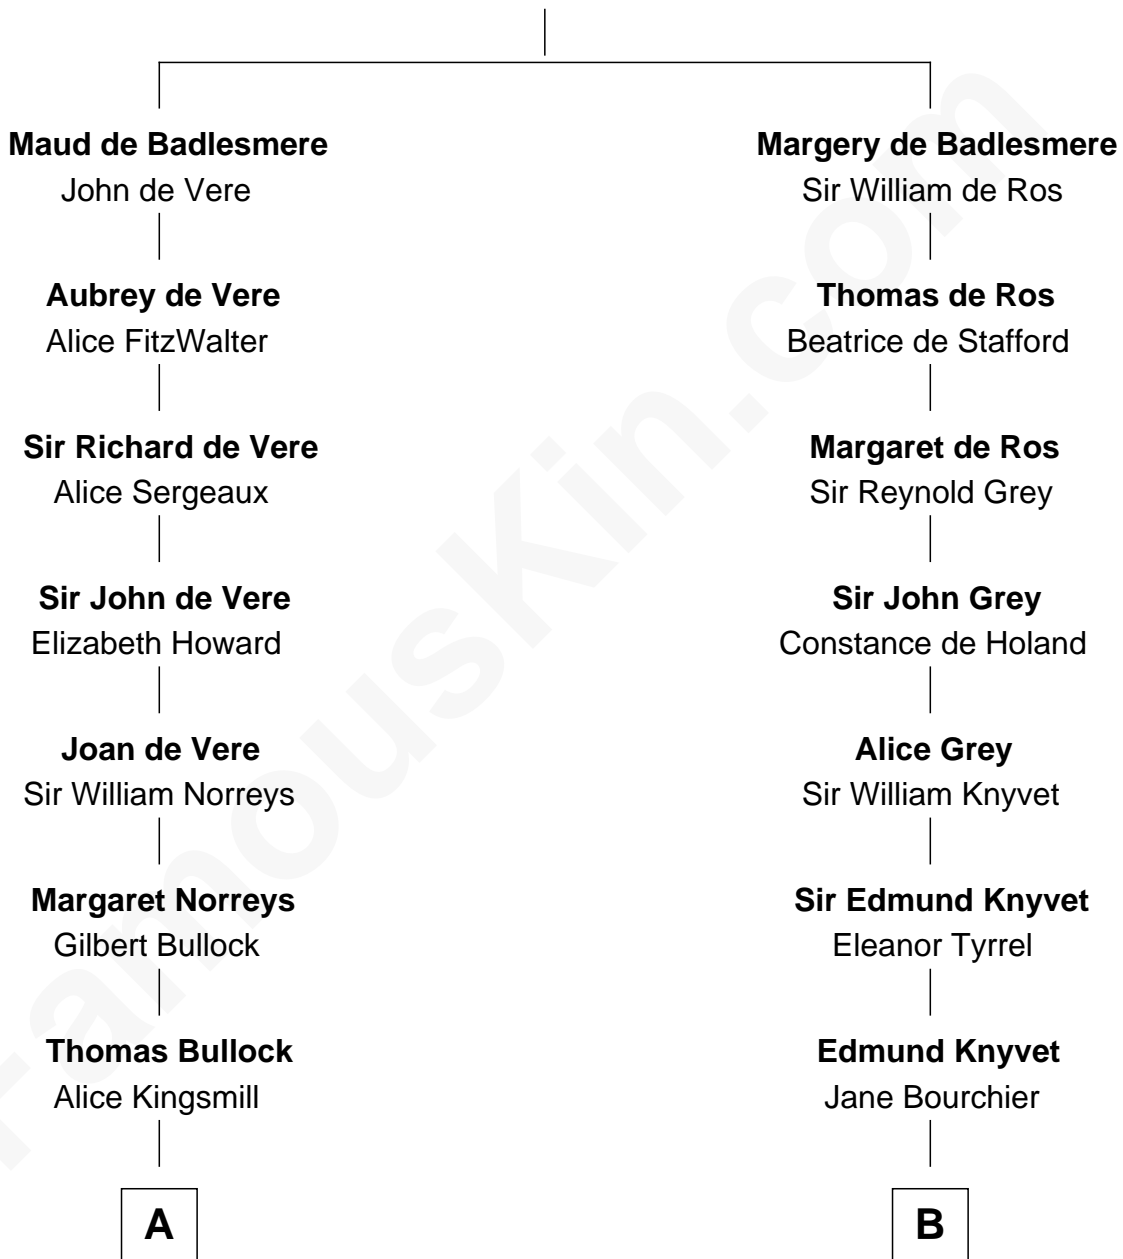 Maud de Badlesmere
John de Vere
Aubrey de Vere
Alice FitzWalter
Sir Richard de Vere
Alice Sergeaux
Sir John de Vere
Elizabeth Howard
Joan de Vere
Sir William Norreys
Margaret Norreys
Gilbert Bullock
Thomas Bullock
Alice Kingsmill
A
Margery de Badlesmere
Sir William de Ros
Thomas de Ros
Beatrice de Stafford
Margaret de Ros
Sir Reynold Grey
Sir John Grey
Constance de Holand
Alice Grey
Sir William Knyvet
Sir Edmund Knyvet
Eleanor Tyrrel
Edmund Knyvet
Jane Bourchier
B
FamousKin.com